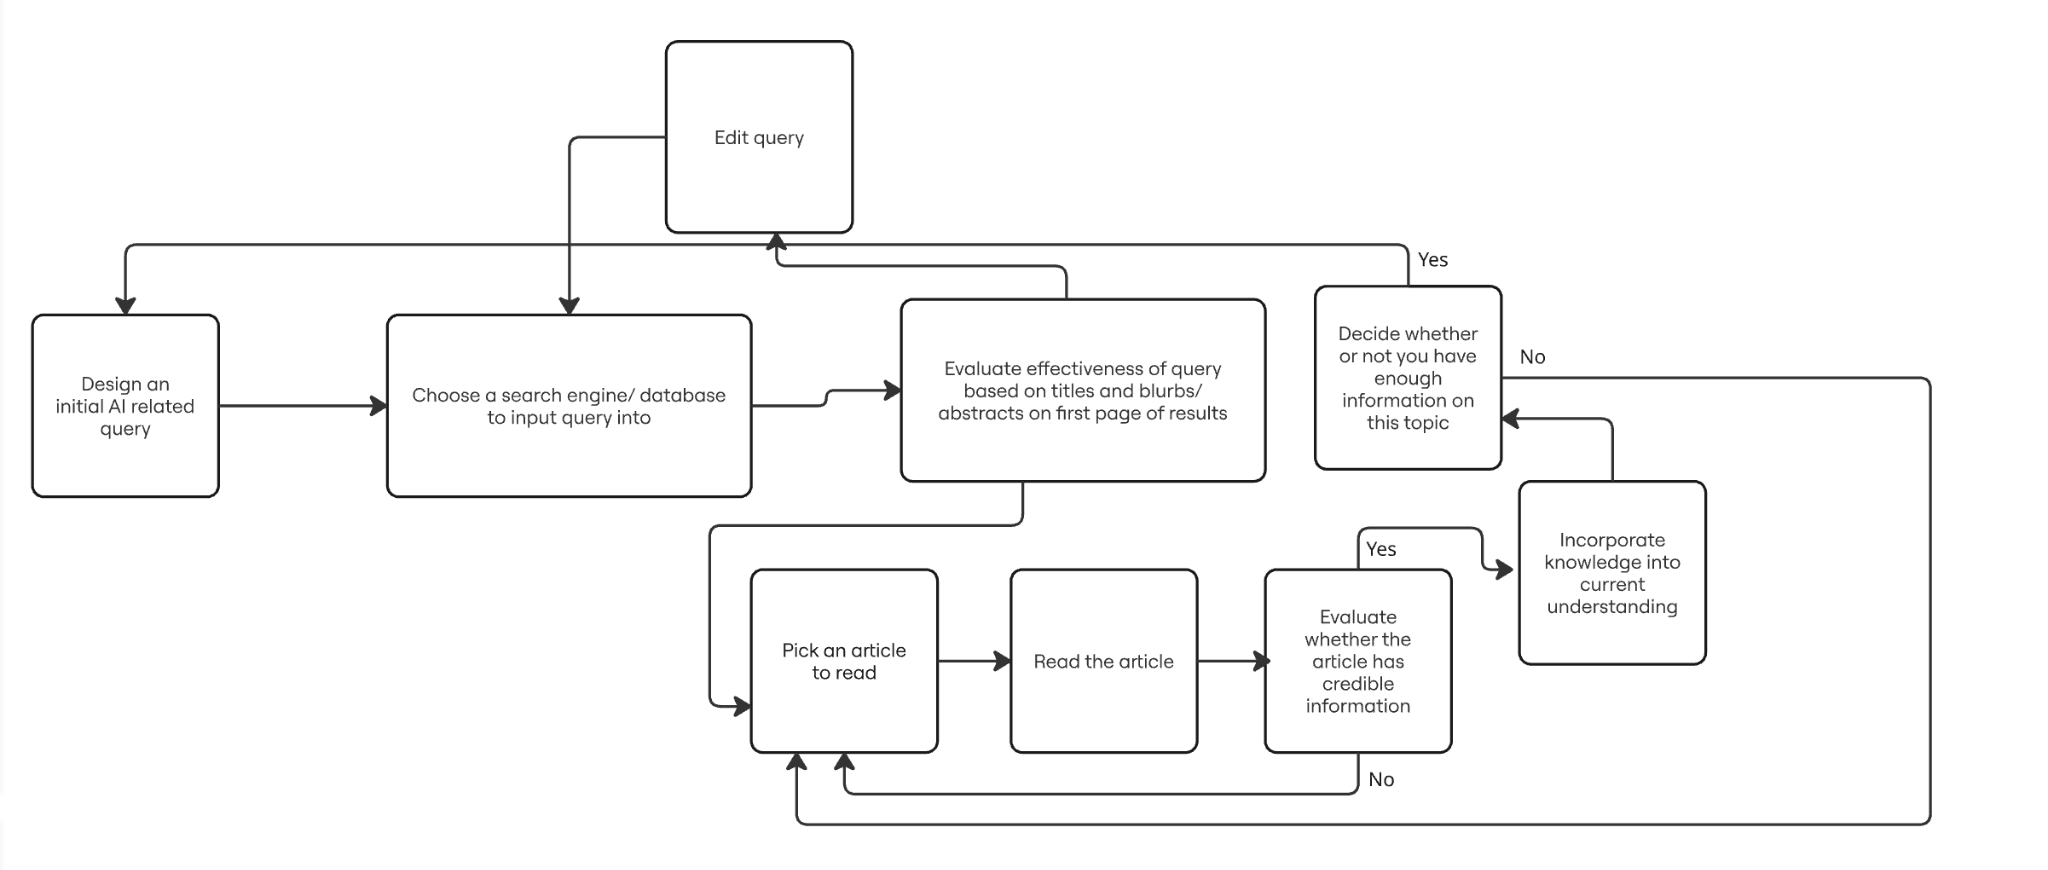 Edit query
Yes
Design an
initial AI related
query
Choose a search engine/ database
to input query into
Evaluate effectiveness of query
based on titles and blurbs/
abstracts on first page of results
Decide whether
or not you have
enough
information on
this topic
No
Pick an article
to read
Read the article
Evaluate
whether the
article has
credible
information
Yes
No
Incorporate
knowledge into
current
understanding